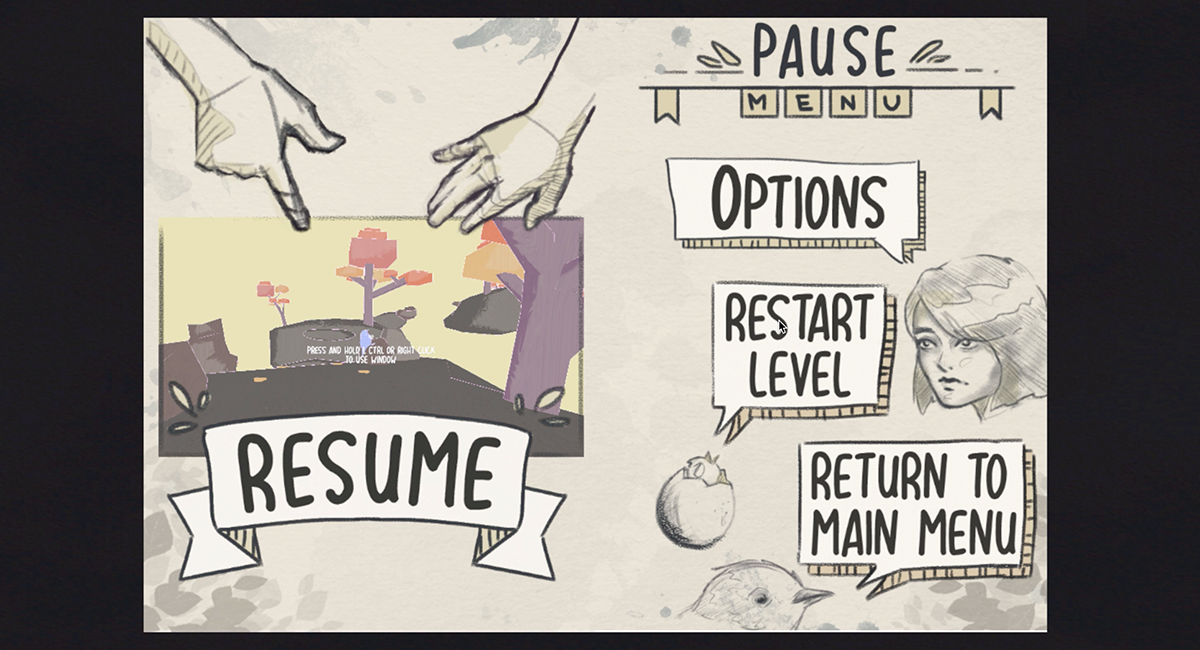 PAUSE
MENU
OPTIONS
RESTART
LEVEL
RETURN TO
MAIN MENU
PRESS AND HOLD L CTRL OR RIGHT CLICK
TO USE WINDOW
RESUME